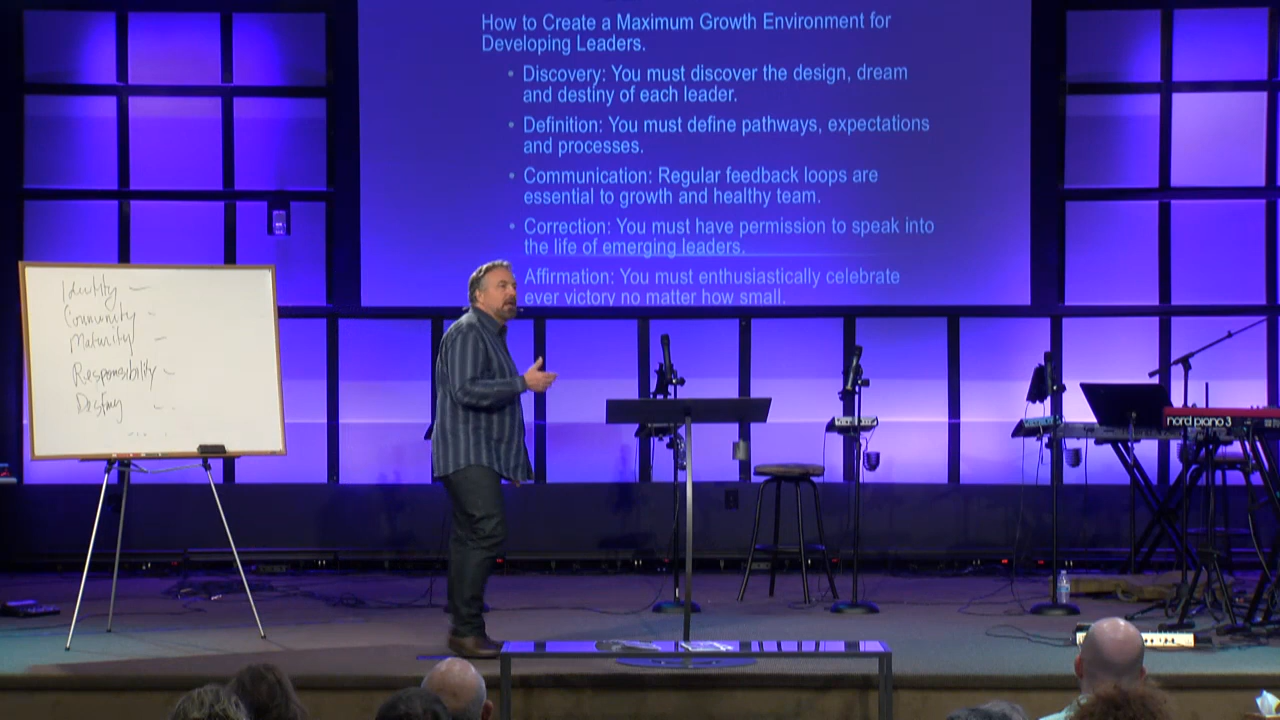 How to Create a Maximum Growth Environment for
Developing Leaders.
• Discovery: You must discover the design, dream
and destiny of each leader.
• Definition: You must define pathways, expectations
and processes.
• Communication: Regular feedback loops are
essential to growth and healthy team.
• Correction: You must have permission to speak into
the life of emerging leaders.
Affirmation: You must enthusiastically celebrate
ever victory no matter how small.
Identity –
Community -
Maturity –
Responsibility -
Destiny - . .
nord piano 3